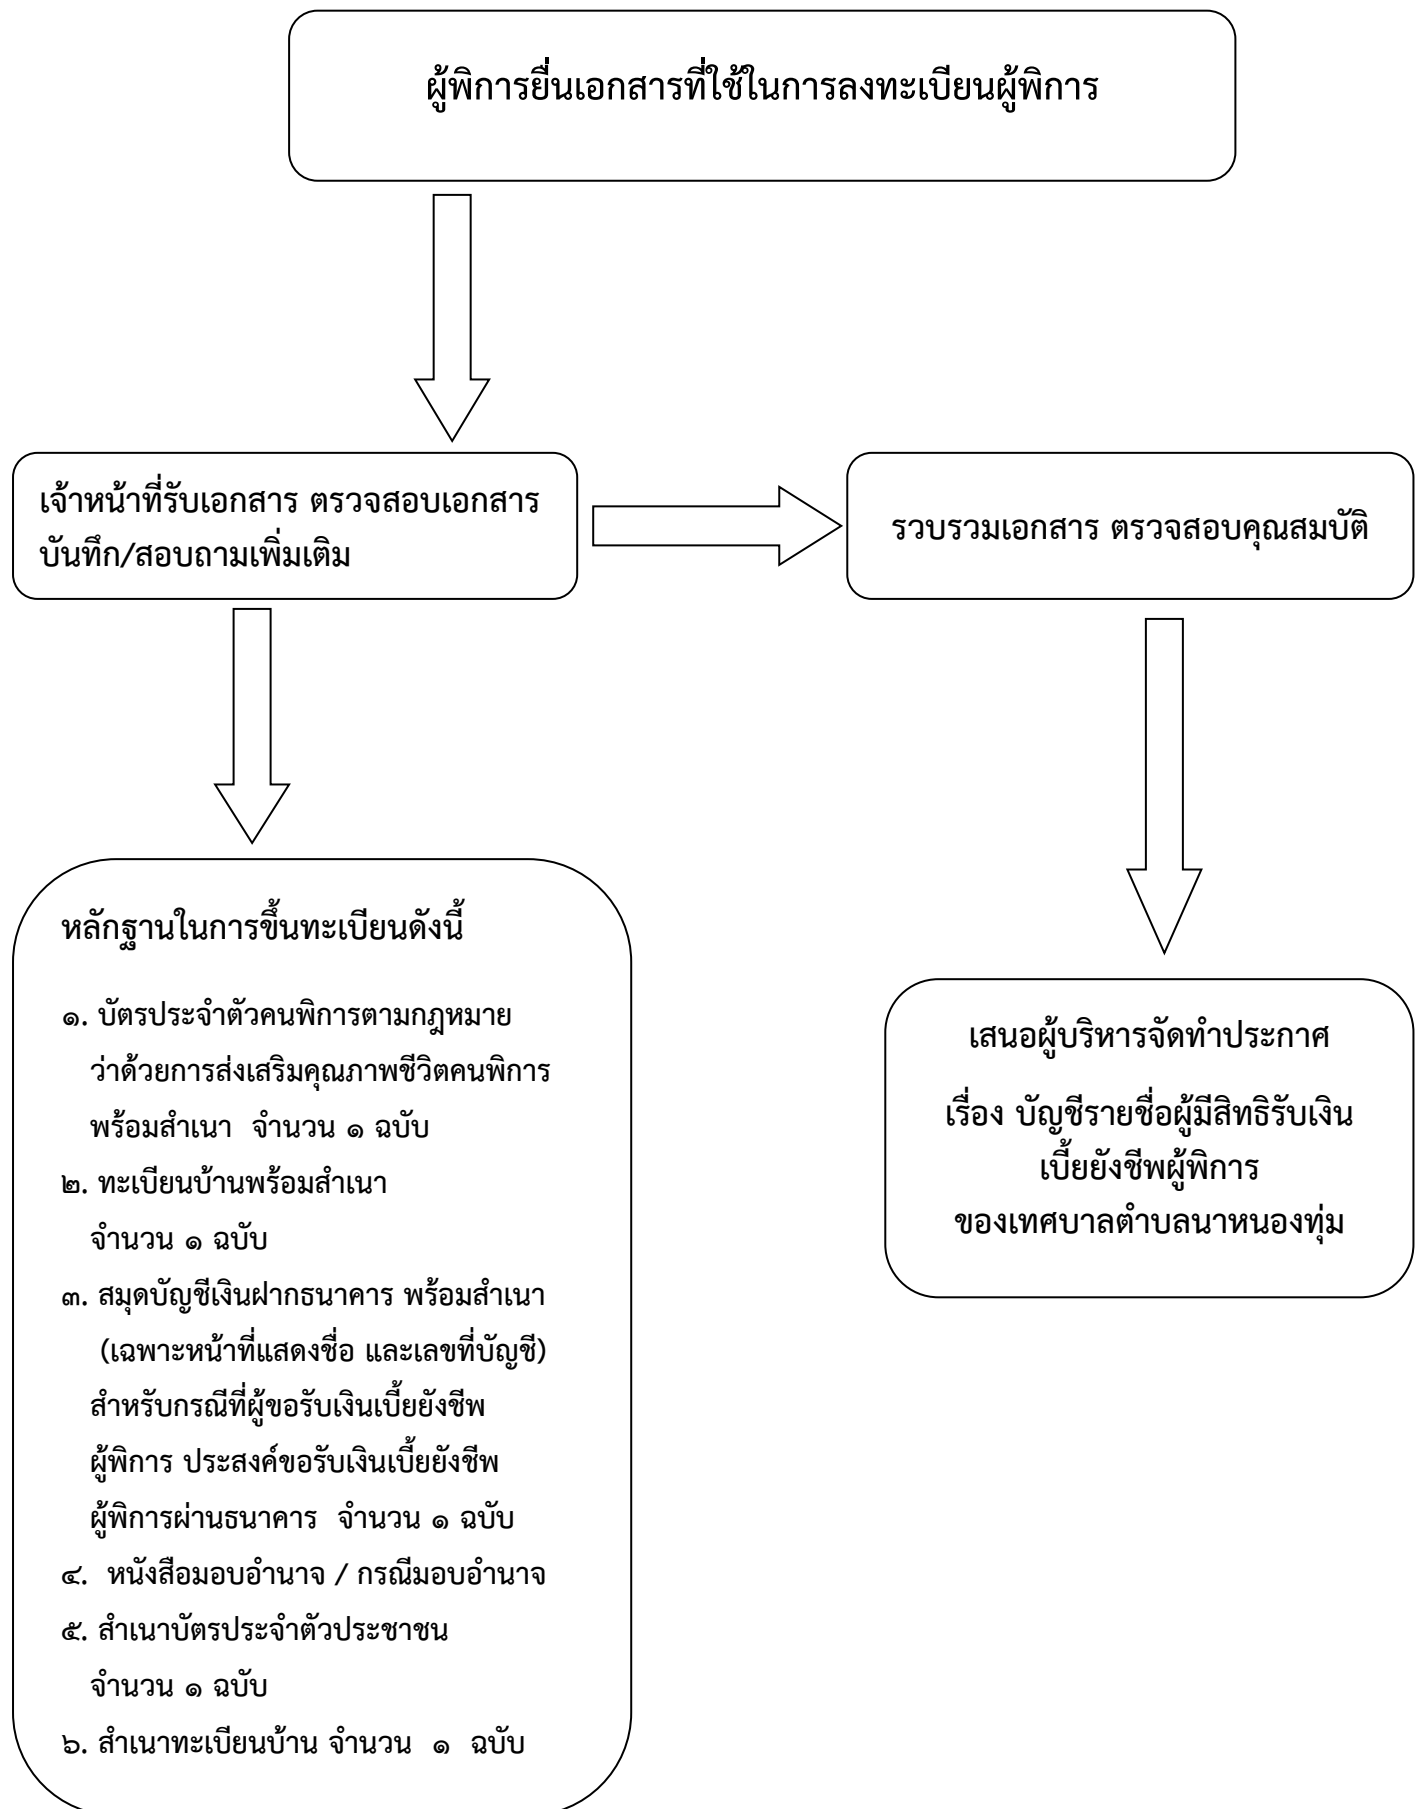 ผู้พิการยื่นเอกสารที่ใช้ในการลงทะเบียนผู้พิการ
เจ้าหน้าที่รับเอกสาร ตรวจสอบเอกสาร
บันทึก/สอบถามเพิ่มเติม
รวบรวมเอกสาร ตรวจสอบคุณสมบัติ
หลักฐานในการขึ้นทะเบียนดังนี้
๑. บัตรประจำตัวคนพิการตามกฎหมาย
ว่าด้วยการส่งเสริมคุณภาพชีวิตคนพิการ
พร้อมสำเนา จำนวน ๑ ฉบับ
๒. ทะเบียนบ้านพร้อมสำเนา
จำนวน ๑ ฉบับ
๓. สมุดบัญชีเงินฝากธนาคาร พร้อมสำเนา
(เฉพาะหน้าที่แสดงชื่อ และเลขที่บัญชี)
สำหรับกรณีที่ผู้ขอรับเงินเบี้ยยังชีพ
ผู้พิการ ประสงค์ขอรับเงินเบี้ยยังชีพ
ผู้พิการผ่านธนาคาร จำนวน ๑ ฉบับ
๔. หนังสือมอบอำนาจ / กรณีมอบอำนาจ
๕. สำเนาบัตรประจำตัวประชาชน
จำนวน ๑ ฉบับ
๖. สำเนาทะเบียนบ้าน จำนวน ๑ ฉบับ
เสนอผู้บริหารจัดทำประกาศ
เรื่อง บัญชีรายชื่อผู้มีสิทธิรับเงิน
เบี้ยยังชีพผู้พิการ
ของเทศบาลตำบลนาหนองทุ่ม